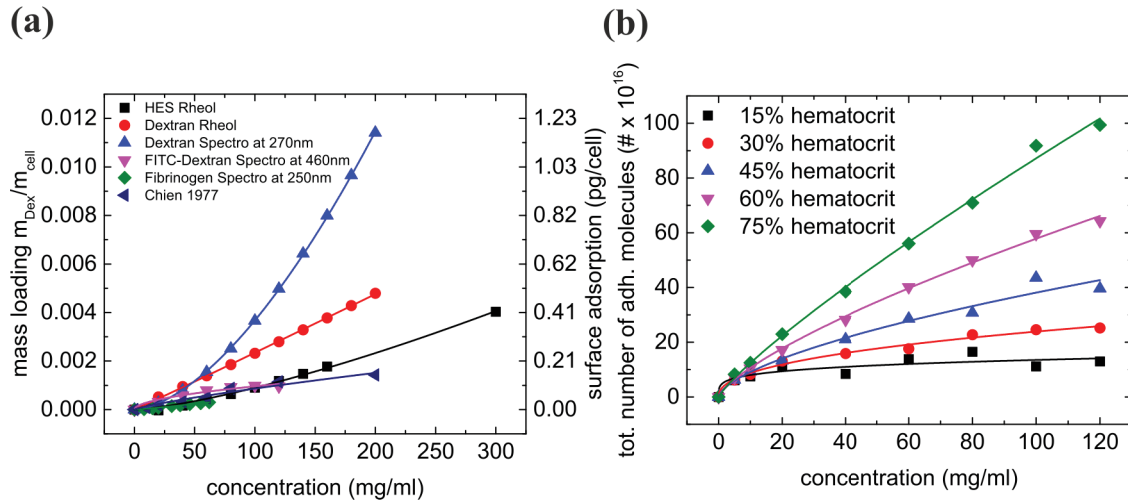 (a)
mass loading m_Dex/m_cell
0.012
0.010
0.008
0.006
0.004
0.002
0.000
HES Rheol
Dextran Rheol
Dextran Spectro at 270nm
FITC-Dextran Spectro at 460nm
Fibrinogen Spectro at 250nm
Chien 1977
1.23
1.03
0.82
0.62
0.41
0.21
0.00
surface adsorption (pg/cell)
0 50 100 150 200 250 300
concentration (mg/ml)
(b)
tot. number of adh. molecules (# x 10^16)
100
80
60
40
20
0
15% hematocrit
30% hematocrit
45% hematocrit
60% hematocrit
75% hematocrit
0 20 40 60 80 100 120
concentration (mg/ml)